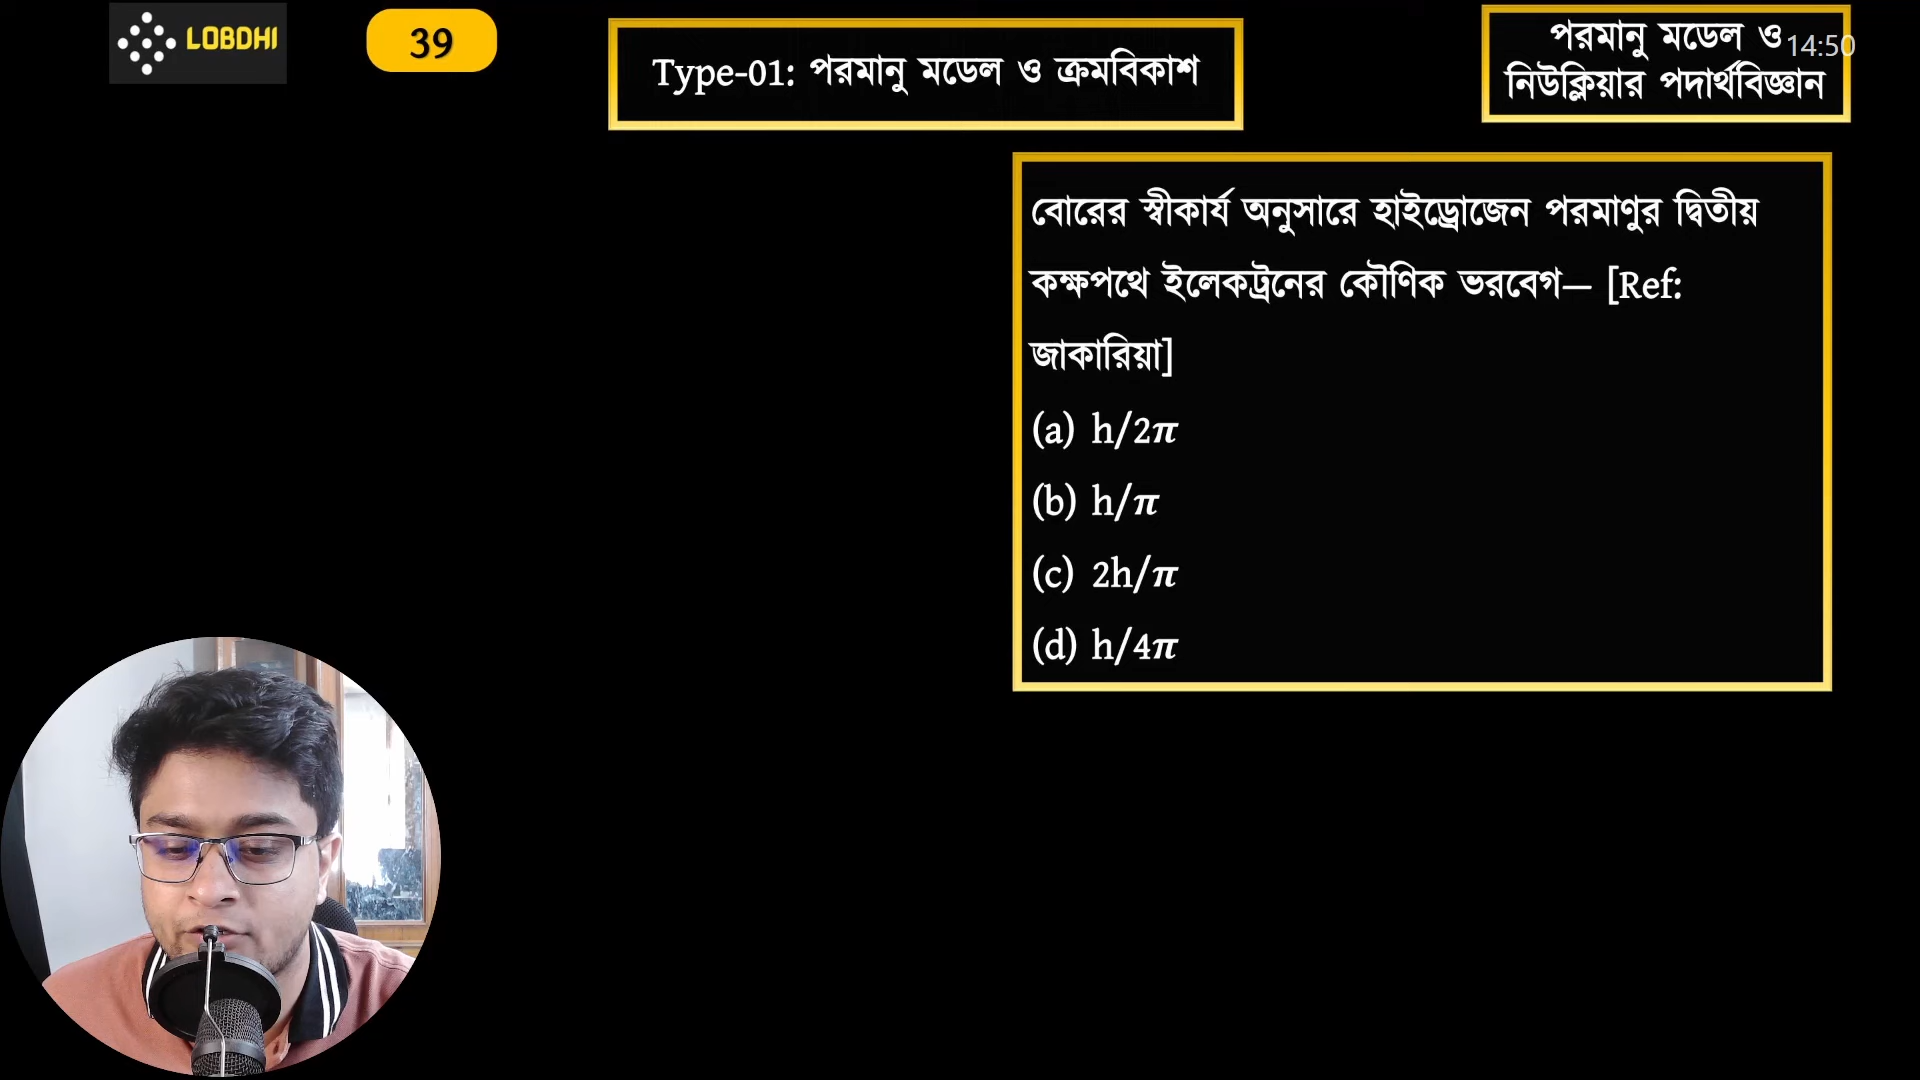 LOBDHI
39
Type-01: পরমানু মডেল ও ক্রমবিকাশ
পরমানু মডেল ও
14:50
নিউক্লিয়ার পদার্থবিজ্ঞান
বোরের স্বীকার্য অনুসারে হাইড্রোজেন পরমাণুর দ্বিতীয়
কক্ষপথে ইলেকট্রনের কৌণিক ভরবেগ— [Ref:
জাকারিয়া]
(a) h/2π
(b) h/π
(c) 2h/π
(d) h/4π